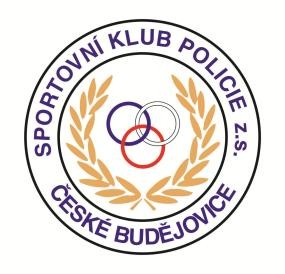 SPORTOVNÍ KLUB POLICIE z.s.
ČESKÉ BUDĚJOVICE